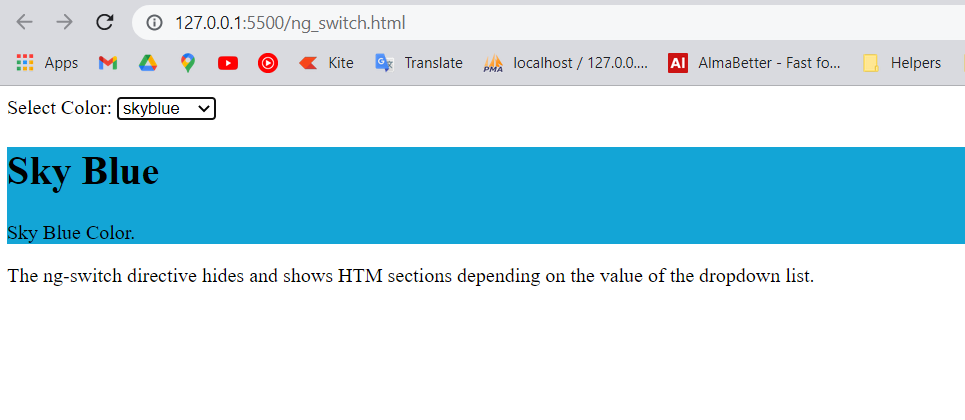 127.0.0.1:5500/ng_switch.html
Apps Kite Translate PMA localhost / 127.0.0.... AI AlmaBetter - Fast fo... Helpers
Select Color: skyblue
Sky Blue
Sky Blue Color.
The ng-switch directive hides and shows HTM sections depending on the value of the dropdown list.